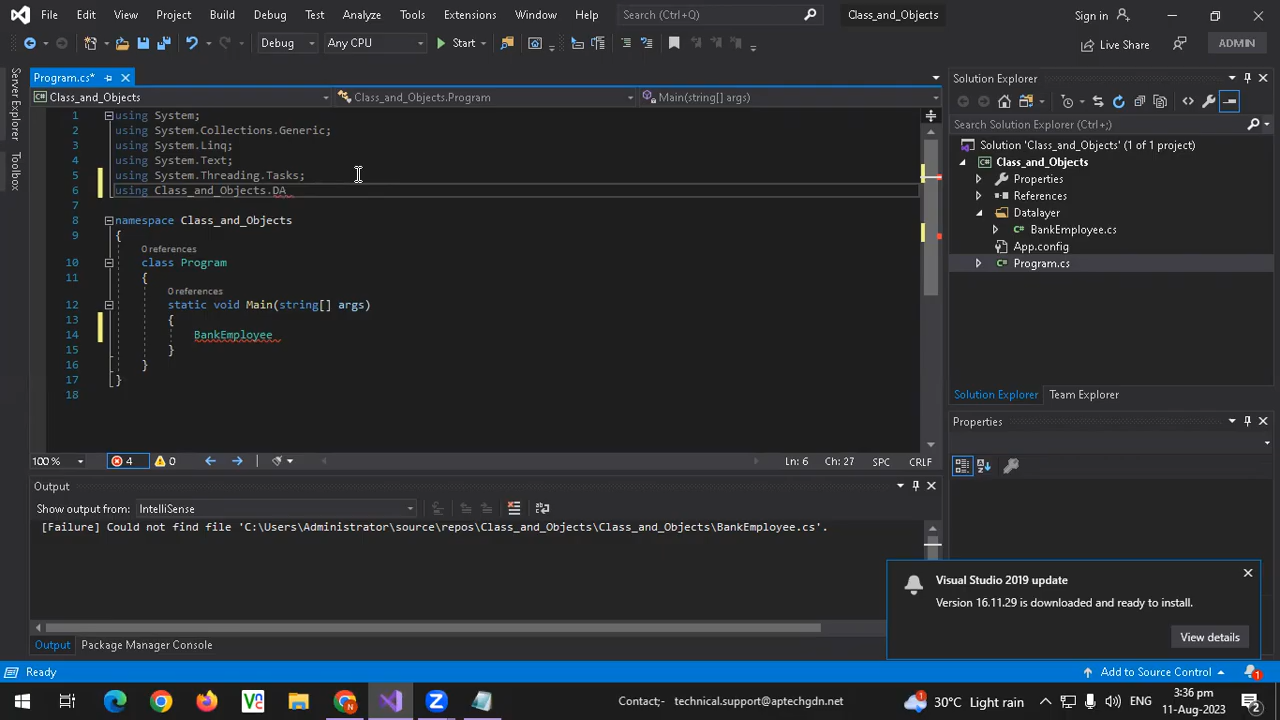 File Edit View Project Build Debug Test Analyze Tools Extensions Window Help Search (Ctrl+Q) Class_and_Objects Sign in
Debug Any CPU Start Live Share ADMIN
Server Explorer
Toolbox
Program.cs*
Class_and_Objects Class_and_Objects.Program Main(string[] args)
1 using System;
2 using System.Collections.Generic;
3 using System.Linq;
4 using System.Text;
5 using System.Threading.Tasks;
6 using Class_and_Objects.DA
7
8 namespace Class_and_Objects
9 {
0 references
10 class Program
11 {
0 references
12 static void Main(string[] args)
13 {
14 BankEmployee
15 }
16 }
17 }
18
100 % 4 0 Ln: 6 Ch: 27 SPC CRLF
Output
Show output from: IntelliSense
[Failure] Could not find file 'C:\Users\Administrator\source\repos\Class_and_Objects\Class_and_Objects\BankEmployee.cs'.
Output Package Manager Console
Solution Explorer
Search Solution Explorer (Ctrl+;)
Solution 'Class_and_Objects' (1 of 1 project)
Class_and_Objects
Properties
References
Datalayer
BankEmployee.cs
App.config
Program.cs
Solution Explorer Team Explorer
Properties
Visual Studio 2019 update
Version 16.11.29 is downloaded and ready to install.
View details
Ready Add to Source Control 1
Contact;- technical.support@aptechgdn.net 30°C Light rain ENG 3:36 pm
11-Aug-2023 2